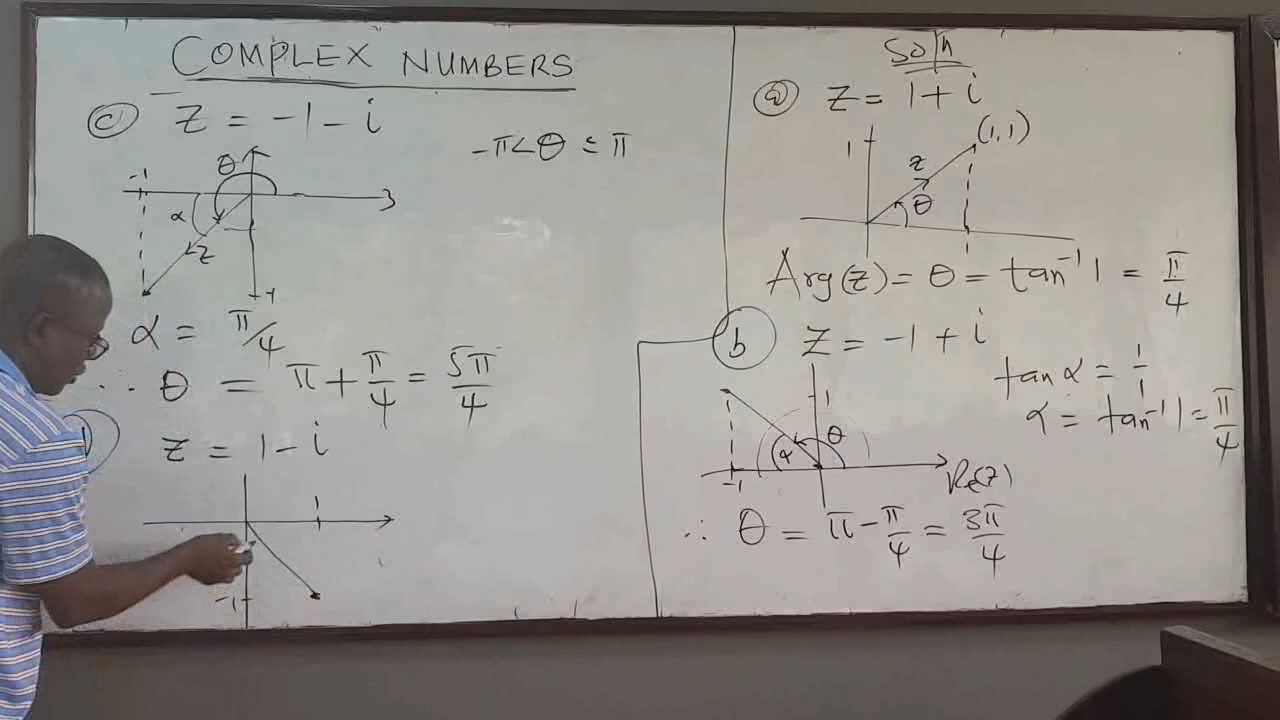 COMPLEX NUMBERS
c) z = -1 - i
-π<θ≤π
-1
θ
α
z
-1
α = π/4
∴ θ = π + π/4 = 5π/4
z = 1 - i
1
-1
Soln
a) z = 1 + i
1
(1,1)
z
θ
Arg(z) = θ = tan⁻¹ 1 = π/4
b z = -1 + i
tan α = 1/1
α = tan⁻¹ 1 = π/4
1
θ
α
-1
Re(z)
∴ θ = π - π/4 = 3π/4